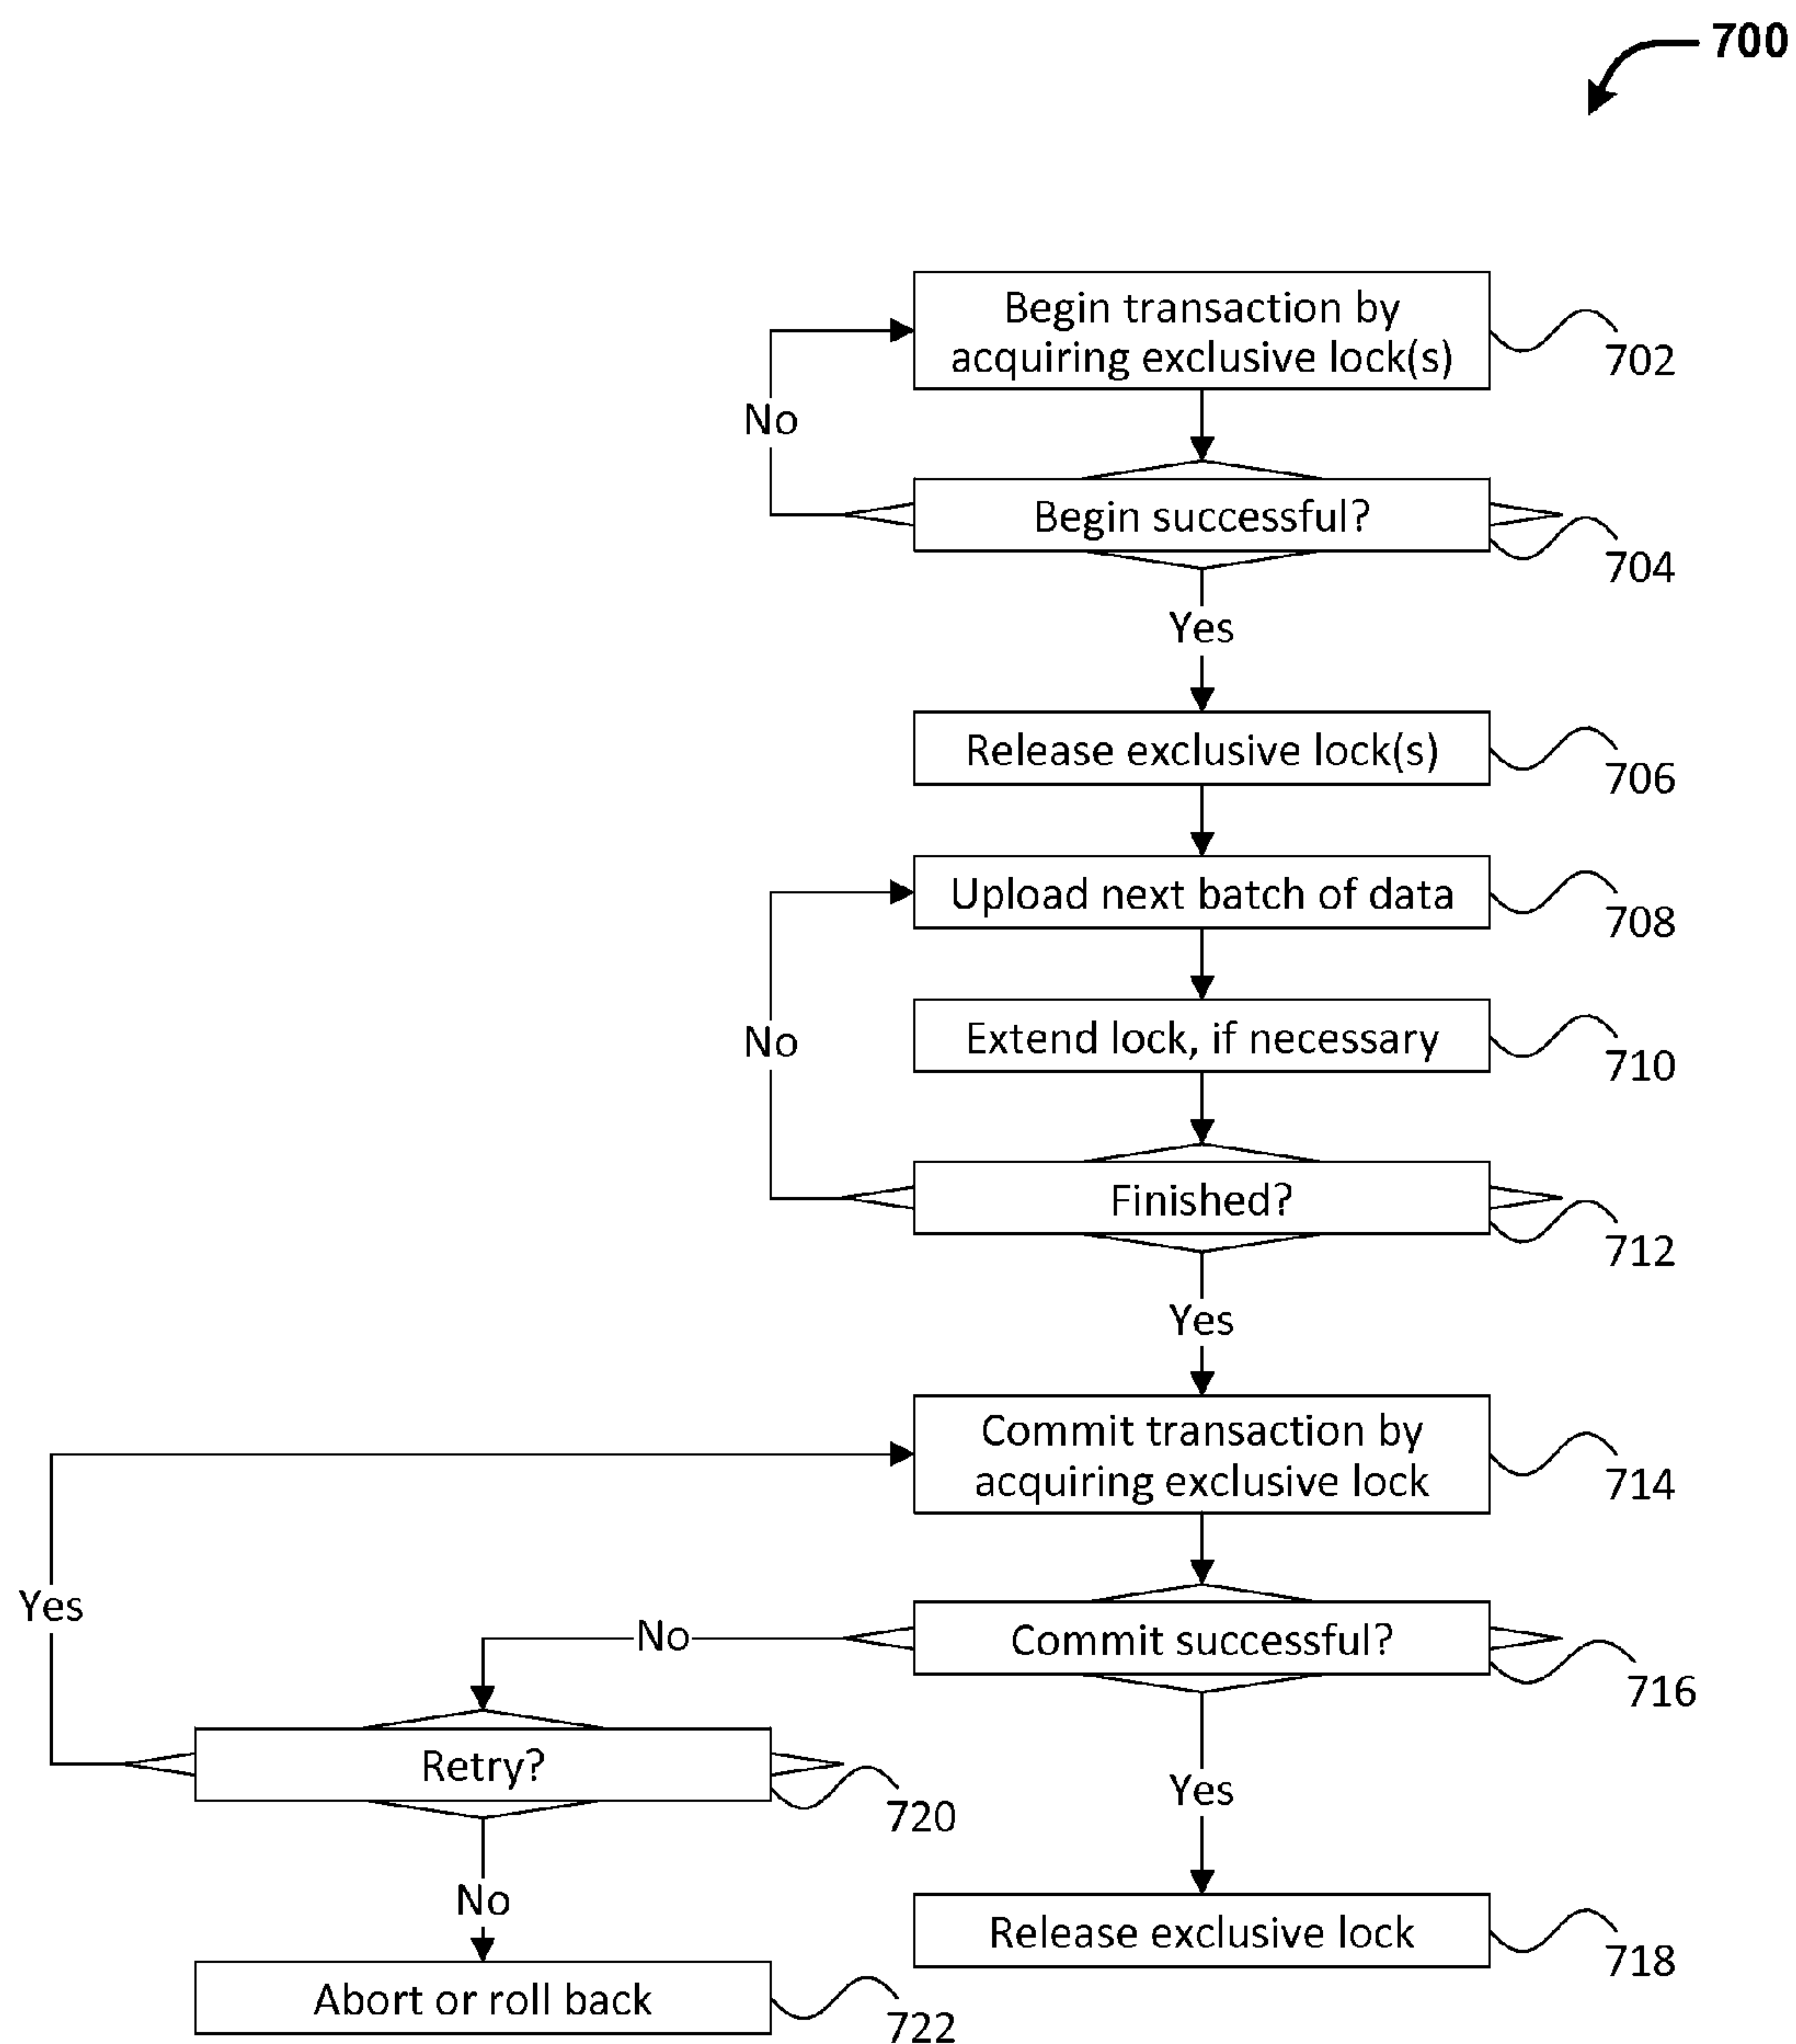 700
Begin transaction by
acquiring exclusive lock(s)
702
No
Begin successful?
704
Yes
Release exclusive lock(s)
706
Upload next batch of data
708
No
Extend lock, if necessary
710
Finished?
712
Yes
Commit transaction by
acquiring exclusive lock
714
Yes
No
Commit successful?
716
Retry?
720
Yes
No
Release exclusive lock
718
Abort or roll back
722